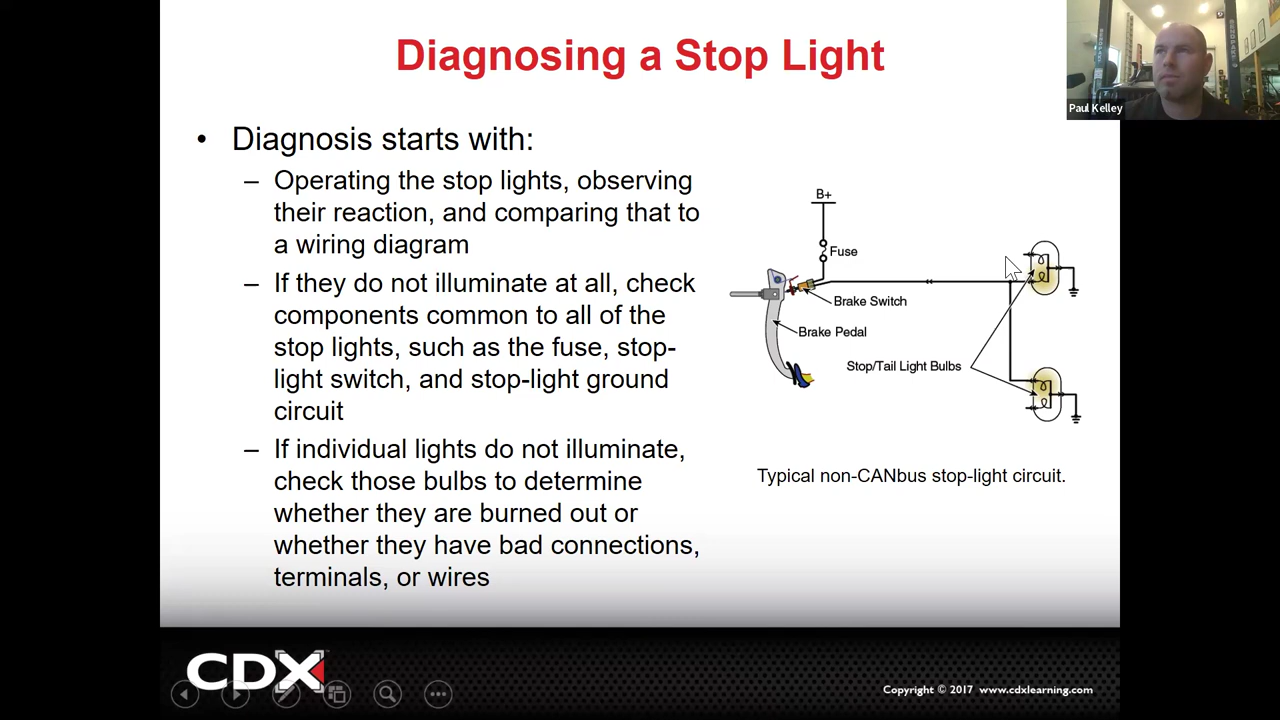 Diagnosing a Stop Light
Paul Kelley
• Diagnosis starts with:
– Operating the stop lights, observing
their reaction, and comparing that to
a wiring diagram
– If they do not illuminate at all, check
components common to all of the
stop lights, such as the fuse, stop-
light switch, and stop-light ground
circuit
– If individual lights do not illuminate,
check those bulbs to determine
whether they are burned out or
whether they have bad connections,
terminals, or wires
B+
Fuse
Brake Switch
Brake Pedal
Stop/Tail Light Bulbs
Typical non-CANbus stop-light circuit.
CDX
Copyright © 2017 www.cdxlearning.com